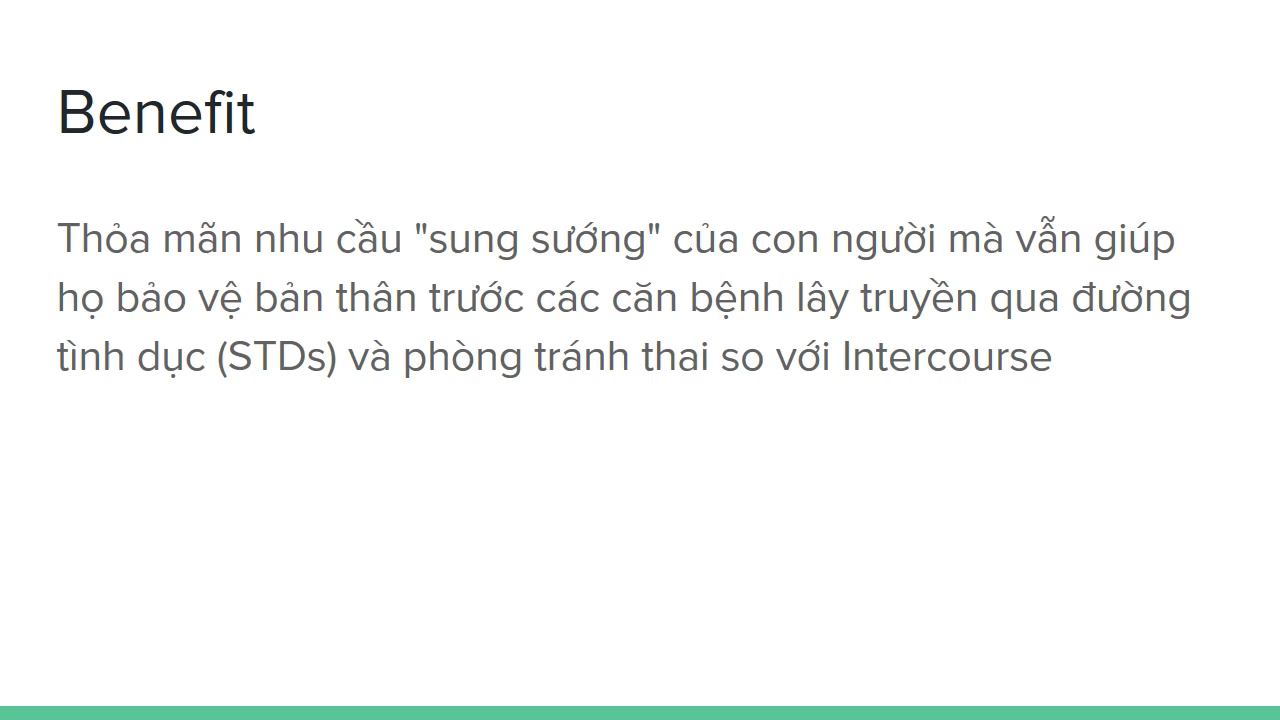 Benefit
Thỏa mãn nhu cầu "sung sướng" của con người mà vẫn giúp
họ bảo vệ bản thân trước các căn bệnh lây truyền qua đường
tình dục (STDs) và phòng tránh thai so với Intercourse